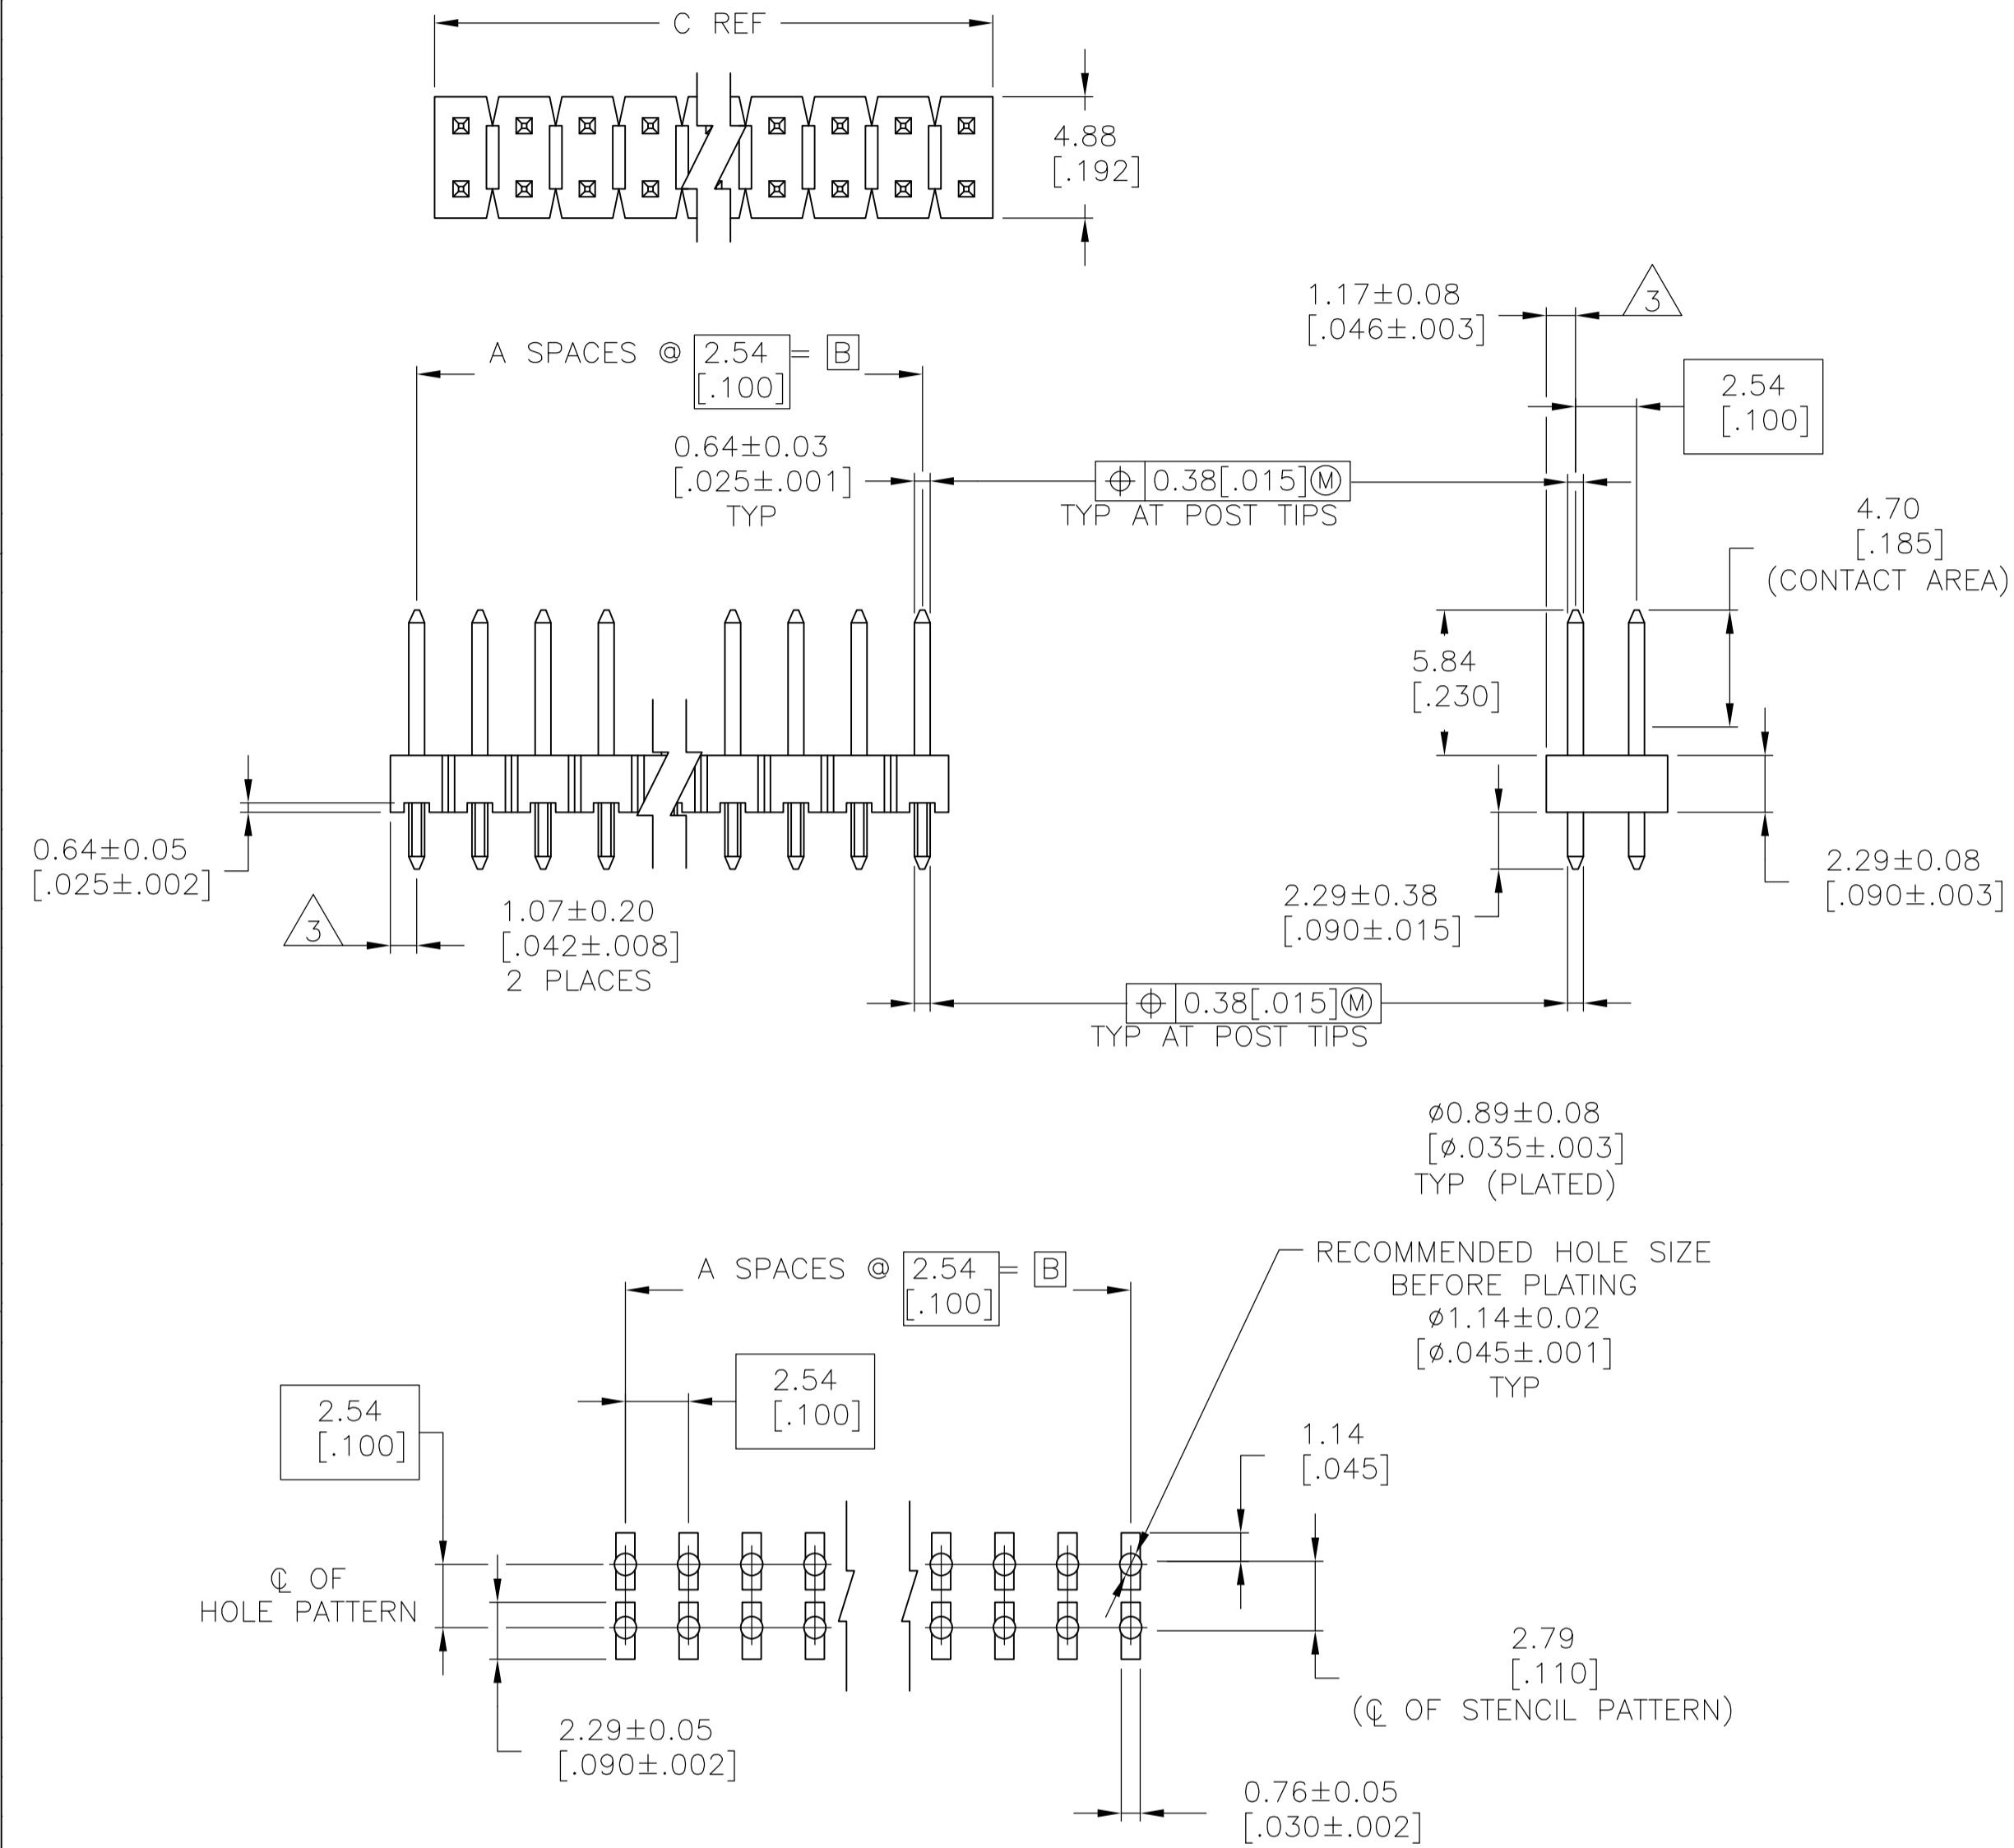 C REF
4.88
[.192]
1.17±0.08
[.046±.003]
3
A SPACES @ 2.54 = B
[.100]
2.54
[.100]
0.64±0.03
[.025±.001]
TYP
⌖ 0.38[.015]Ⓜ
TYP AT POST TIPS
4.70
[.185]
(CONTACT AREA)
5.84
[.230]
0.64±0.05
[.025±.002]
3
1.07±0.20
[.042±.008]
2 PLACES
2.29±0.38
[.090±.015]
2.29±0.08
[.090±.003]
⌖ 0.38[.015]Ⓜ
TYP AT POST TIPS
⌀0.89±0.08
[⌀.035±.003]
TYP (PLATED)
RECOMMENDED HOLE SIZE
BEFORE PLATING
⌀1.14±0.02
[⌀.045±.001]
TYP
A SPACES @ 2.54 = B
[.100]
2.54
[.100]
2.54
[.100]
1.14
[.045]
℄ OF
HOLE PATTERN
2.79
[.110]
(℄ OF STENCIL PATTERN)
2.29±0.05
[.090±.002]
0.76±0.05
[.030±.002]